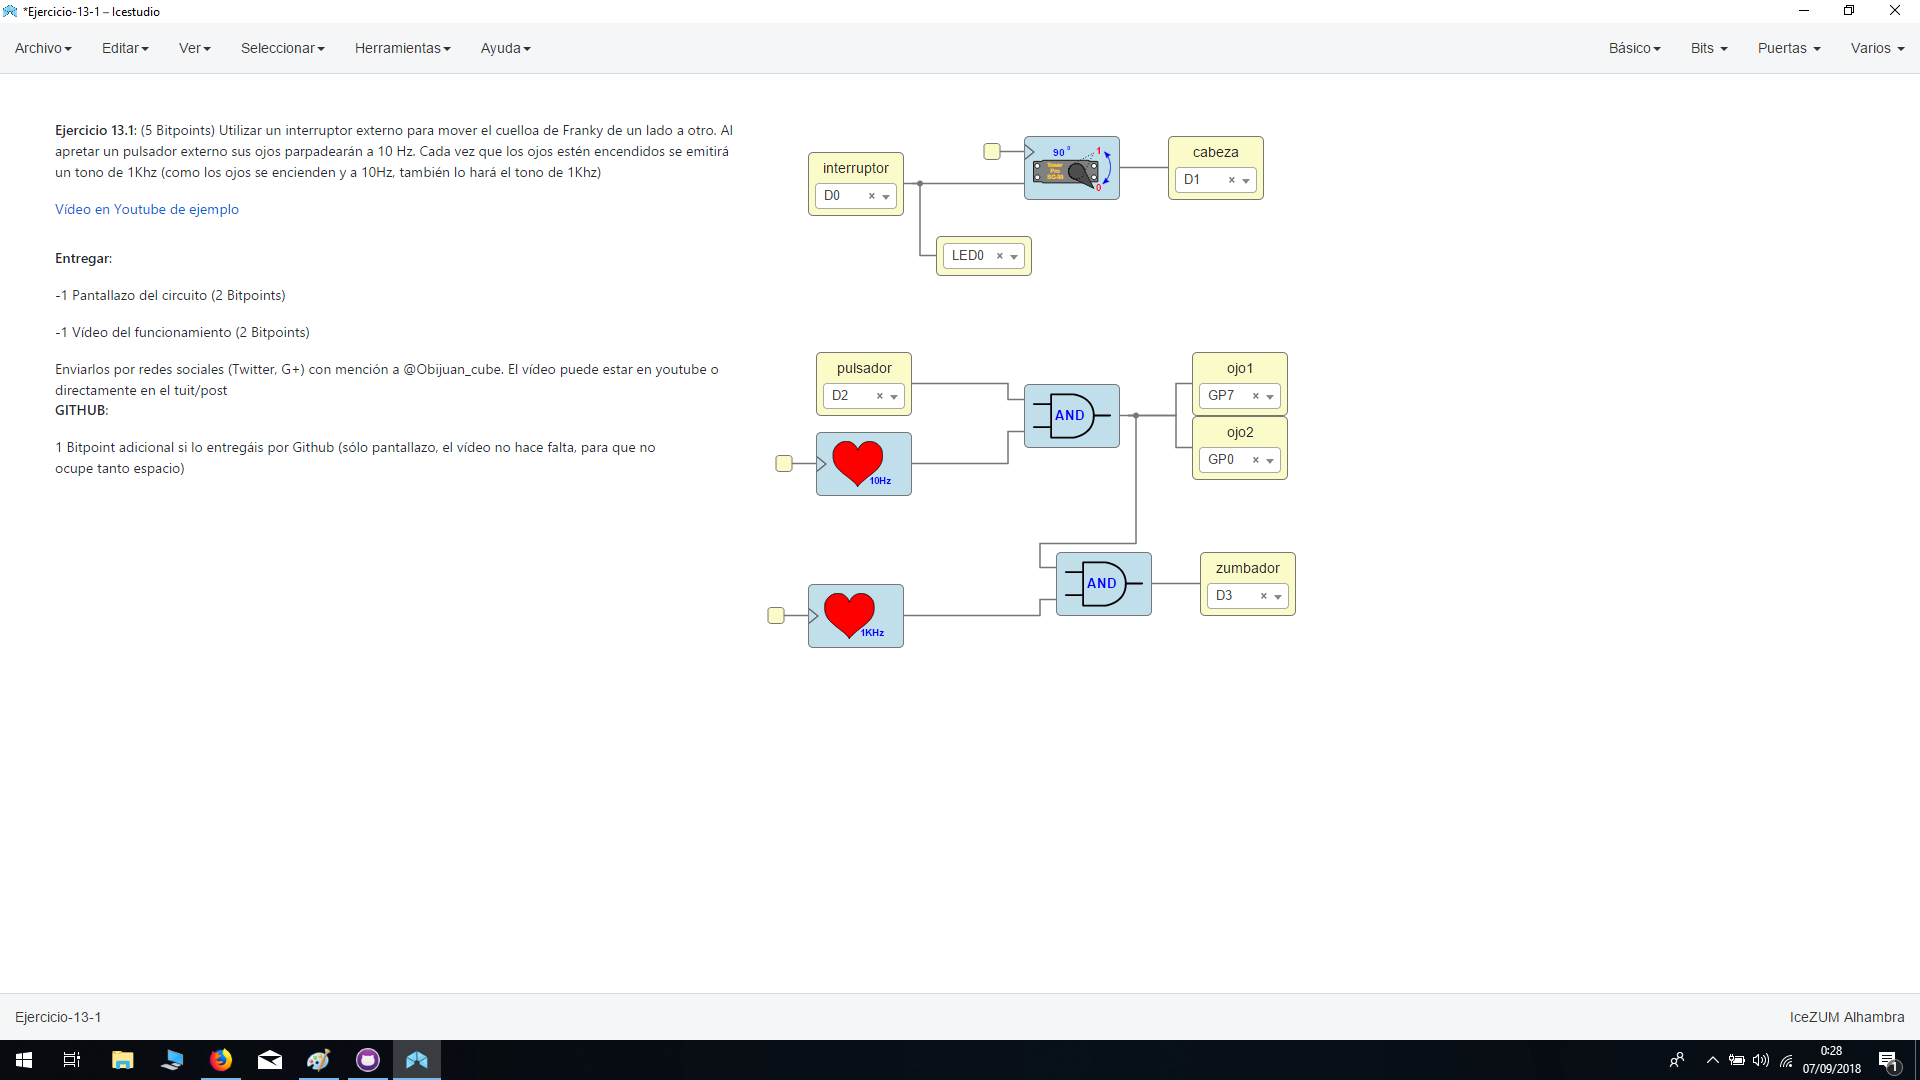 *Ejercicio-13-1 – Icestudio
Archivo Editar Ver Seleccionar Herramientas Ayuda Básico Bits Puertas Varios
Ejercicio 13.1: (5 Bitpoints) Utilizar un interruptor externo para mover el cuelloa de Franky de un lado a otro. Al
apretar un pulsador externo sus ojos parpadearán a 10 Hz. Cada vez que los ojos estén encendidos se emitirá
un tono de 1Khz (como los ojos se encienden y a 10Hz, también lo hará el tono de 1Khz)
Vídeo en Youtube de ejemplo
Entregar:
-1 Pantallazo del circuito (2 Bitpoints)
-1 Vídeo del funcionamiento (2 Bitpoints)
Enviarlos por redes sociales (Twitter, G+) con mención a @Obijuan_cube. El vídeo puede estar en youtube o
directamente en el tuit/post
GITHUB:
1 Bitpoint adicional si lo entregáis por Github (sólo pantallazo, el vídeo no hace falta, para que no
ocupe tanto espacio)
interruptor
D0 ×
90 º
1
Tower
Pro
SG-90
0
cabeza
D1 ×
LED0 ×
pulsador
D2 ×
10Hz
AND
ojo1
GP7 ×
ojo2
GP0 ×
1KHz
AND
zumbador
D3 ×
Ejercicio-13-1
IceZUM Alhambra
0:28
07/09/2018
1